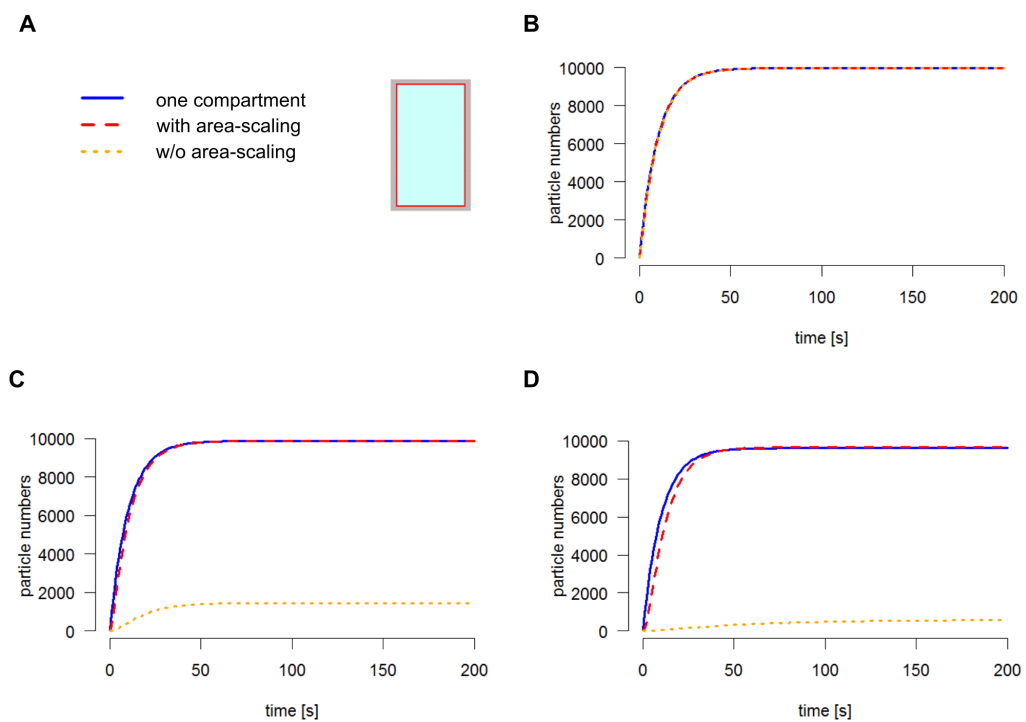 A
one compartment
with area-scaling
w/o area-scaling
B
particle numbers
10000
8000
6000
4000
2000
0
0 50 100 150 200
time [s]
C
particle numbers
10000
8000
6000
4000
2000
0
0 50 100 150 200
time [s]
D
particle numbers
10000
8000
6000
4000
2000
0
0 50 100 150 200
time [s]